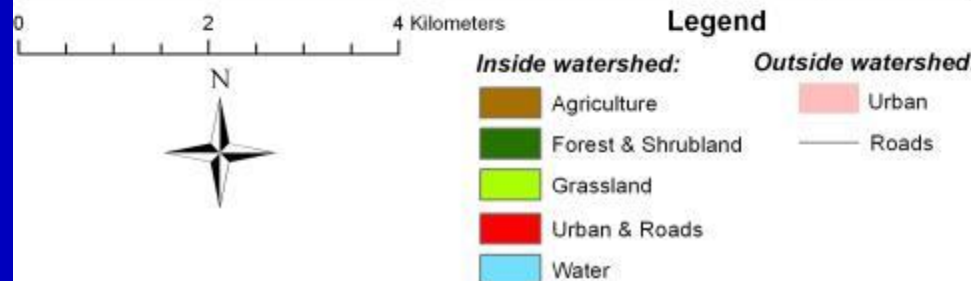 0 2 4 Kilometers
N
Legend
Inside watershed:
Agriculture
Forest & Shrubland
Grassland
Urban & Roads
Water
Outside watershed
Urban
Roads